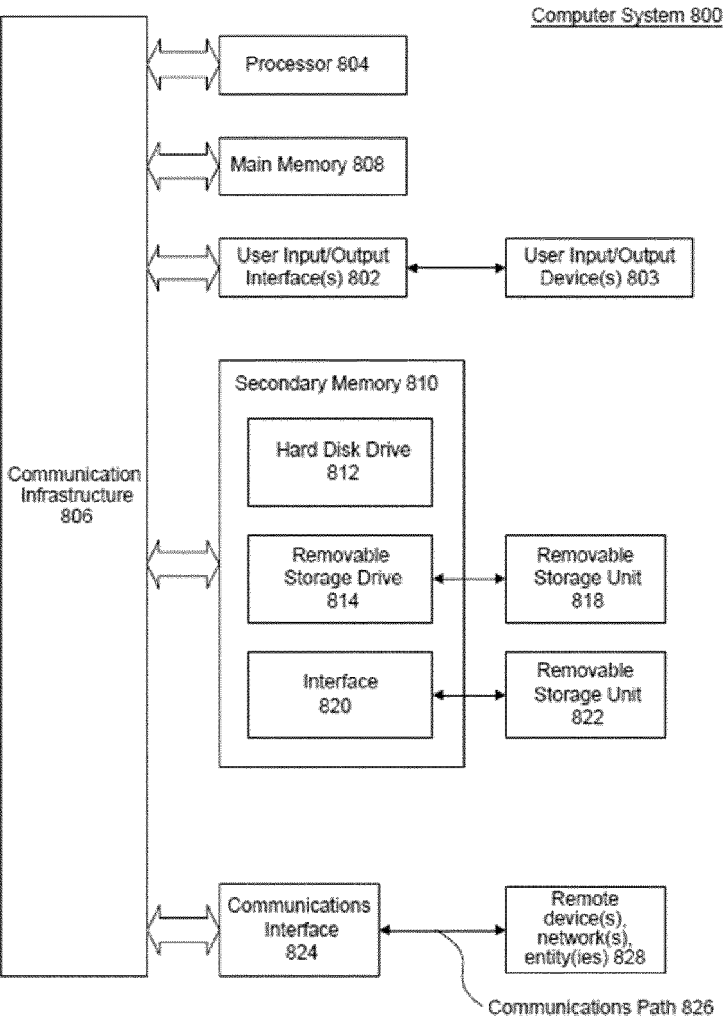 Computer System 800
Processor 804
Main Memory 808
User Input/Output
Interface(s) 802
User Input/Output
Device(s) 803
Secondary Memory 810
Hard Disk Drive
812
Communication
Infrastructure
806
Removable
Storage Drive
814
Removable
Storage Unit
818
Interface
820
Removable
Storage Unit
822
Communications
Interface
824
Remote
device(s),
network(s),
entity(ies) 828
Communications Path 826